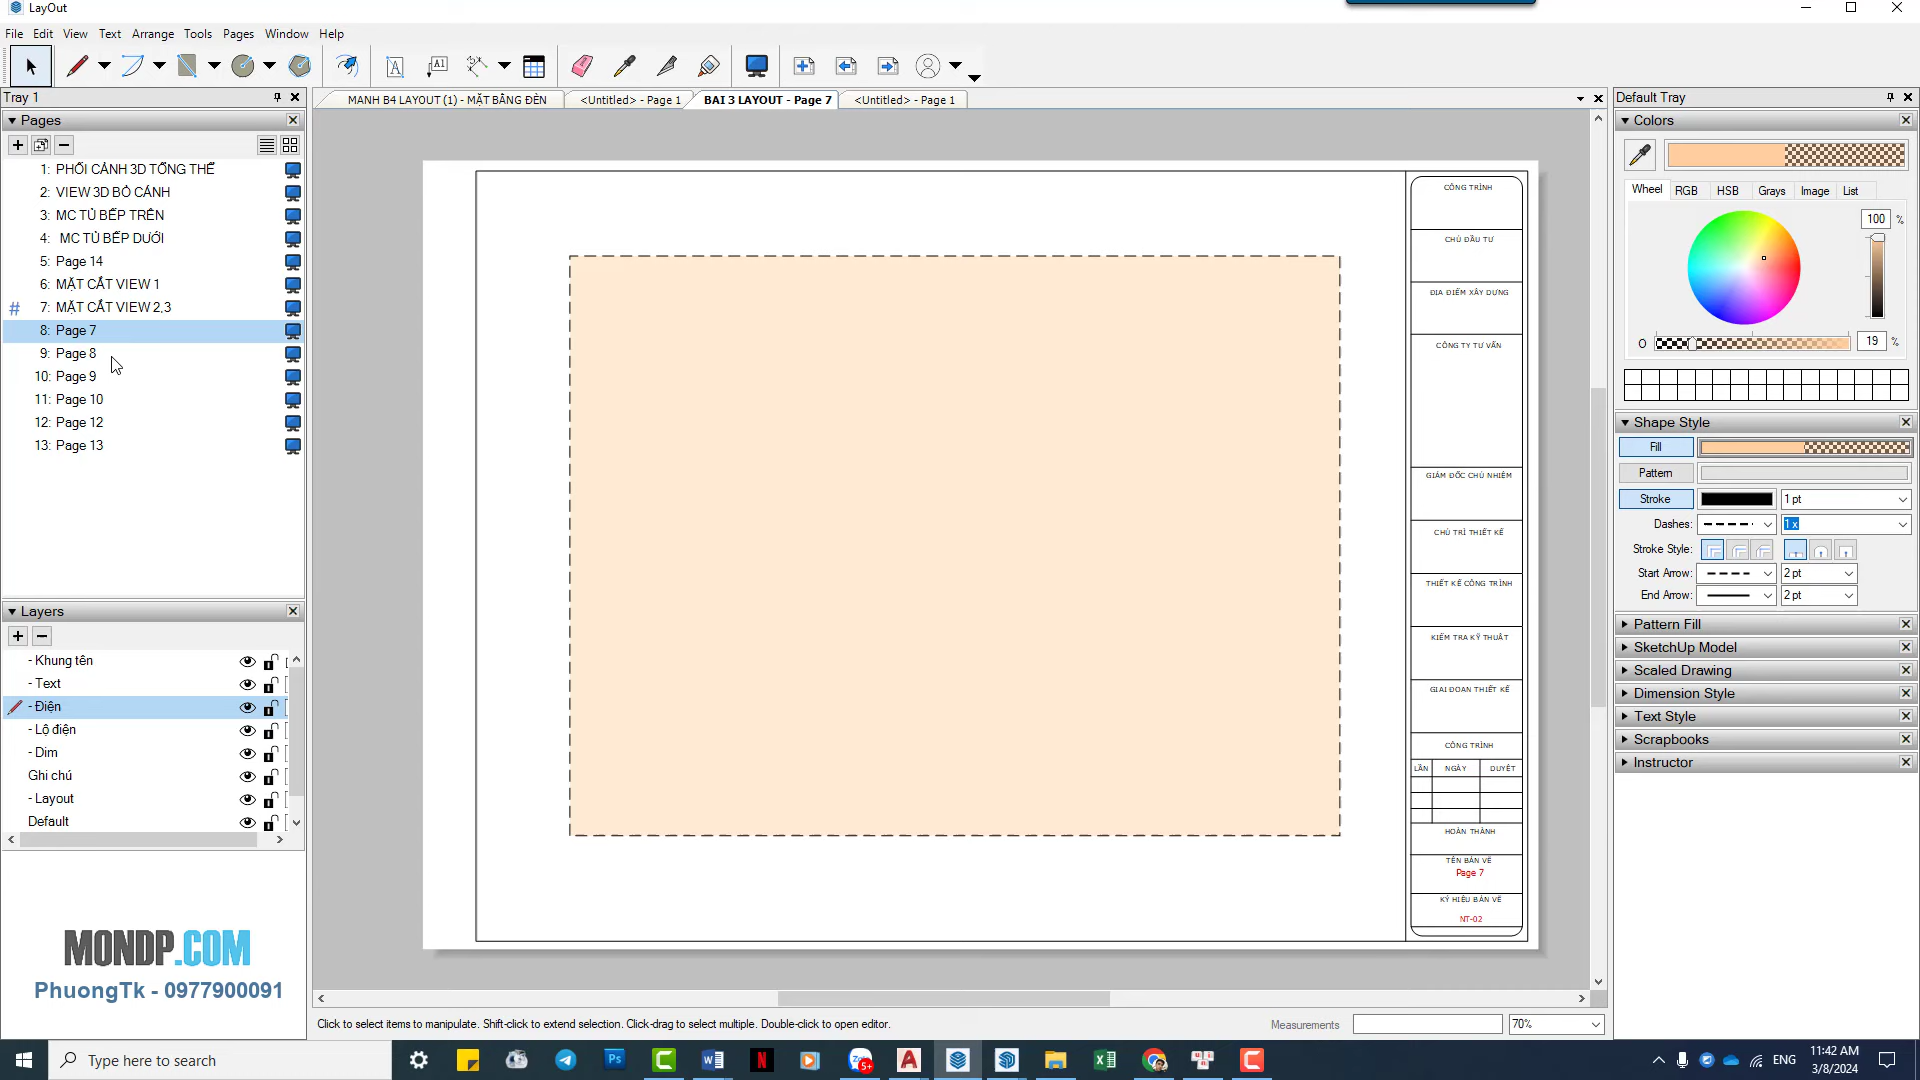 LayOut
File Edit View Text Arrange Tools Pages Window Help
Tray 1
MANH B4 LAYOUT (1) - MẶT BẰNG ĐÈN
<Untitled> - Page 1
BAI 3 LAYOUT - Page 7
<Untitled> - Page 1
Pages
1: PHỐI CẢNH 3D TỔNG THỂ
2: VIEW 3D BỎ CÁNH
3: MC TỦ BẾP TRÊN
4: MC TỦ BẾP DƯỚI
5: Page 14
6: MẶT CẮT VIEW 1
# 7: MẶT CẮT VIEW 2,3
8: Page 7
9: Page 8
10: Page 9
11: Page 10
12: Page 12
13: Page 13
Layers
- Khung tên
- Text
- Điện
- Lộ điện
- Dim
Ghi chú
- Layout
Default
MONDP.COM
PhuongTk - 0977900091
CÔNG TRÌNH
CHỦ ĐẦU TƯ
ĐỊA ĐIỂM XÂY DỰNG
CÔNG TY TƯ VẤN
GIÁM ĐỐC CHỦ NHIỆM
CHỦ TRÌ THIẾT KẾ
THIẾT KẾ CÔNG TRÌNH
KIỂM TRA KỸ THUẬT
GIAI ĐOẠN THIẾT KẾ
CÔNG TRÌNH
LẦN NGÀY DUYỆT
HOÀN THÀNH
TÊN BẢN VẼ
Page 7
KÝ HIỆU BẢN VẼ
NT-02
Default Tray
Colors
Wheel RGB HSB Grays Image List
100 %
O 19 %
Shape Style
Fill
Pattern
Stroke 1 pt
Dashes: 1 x
Stroke Style:
Start Arrow: 2 pt
End Arrow: 2 pt
Pattern Fill
SketchUp Model
Scaled Drawing
Dimension Style
Text Style
Scrapbooks
Instructor
Click to select items to manipulate. Shift-click to extend selection. Click-drag to select multiple. Double-click to open editor.
Measurements
70%
Type here to search
ENG
11:42 AM
3/8/2024